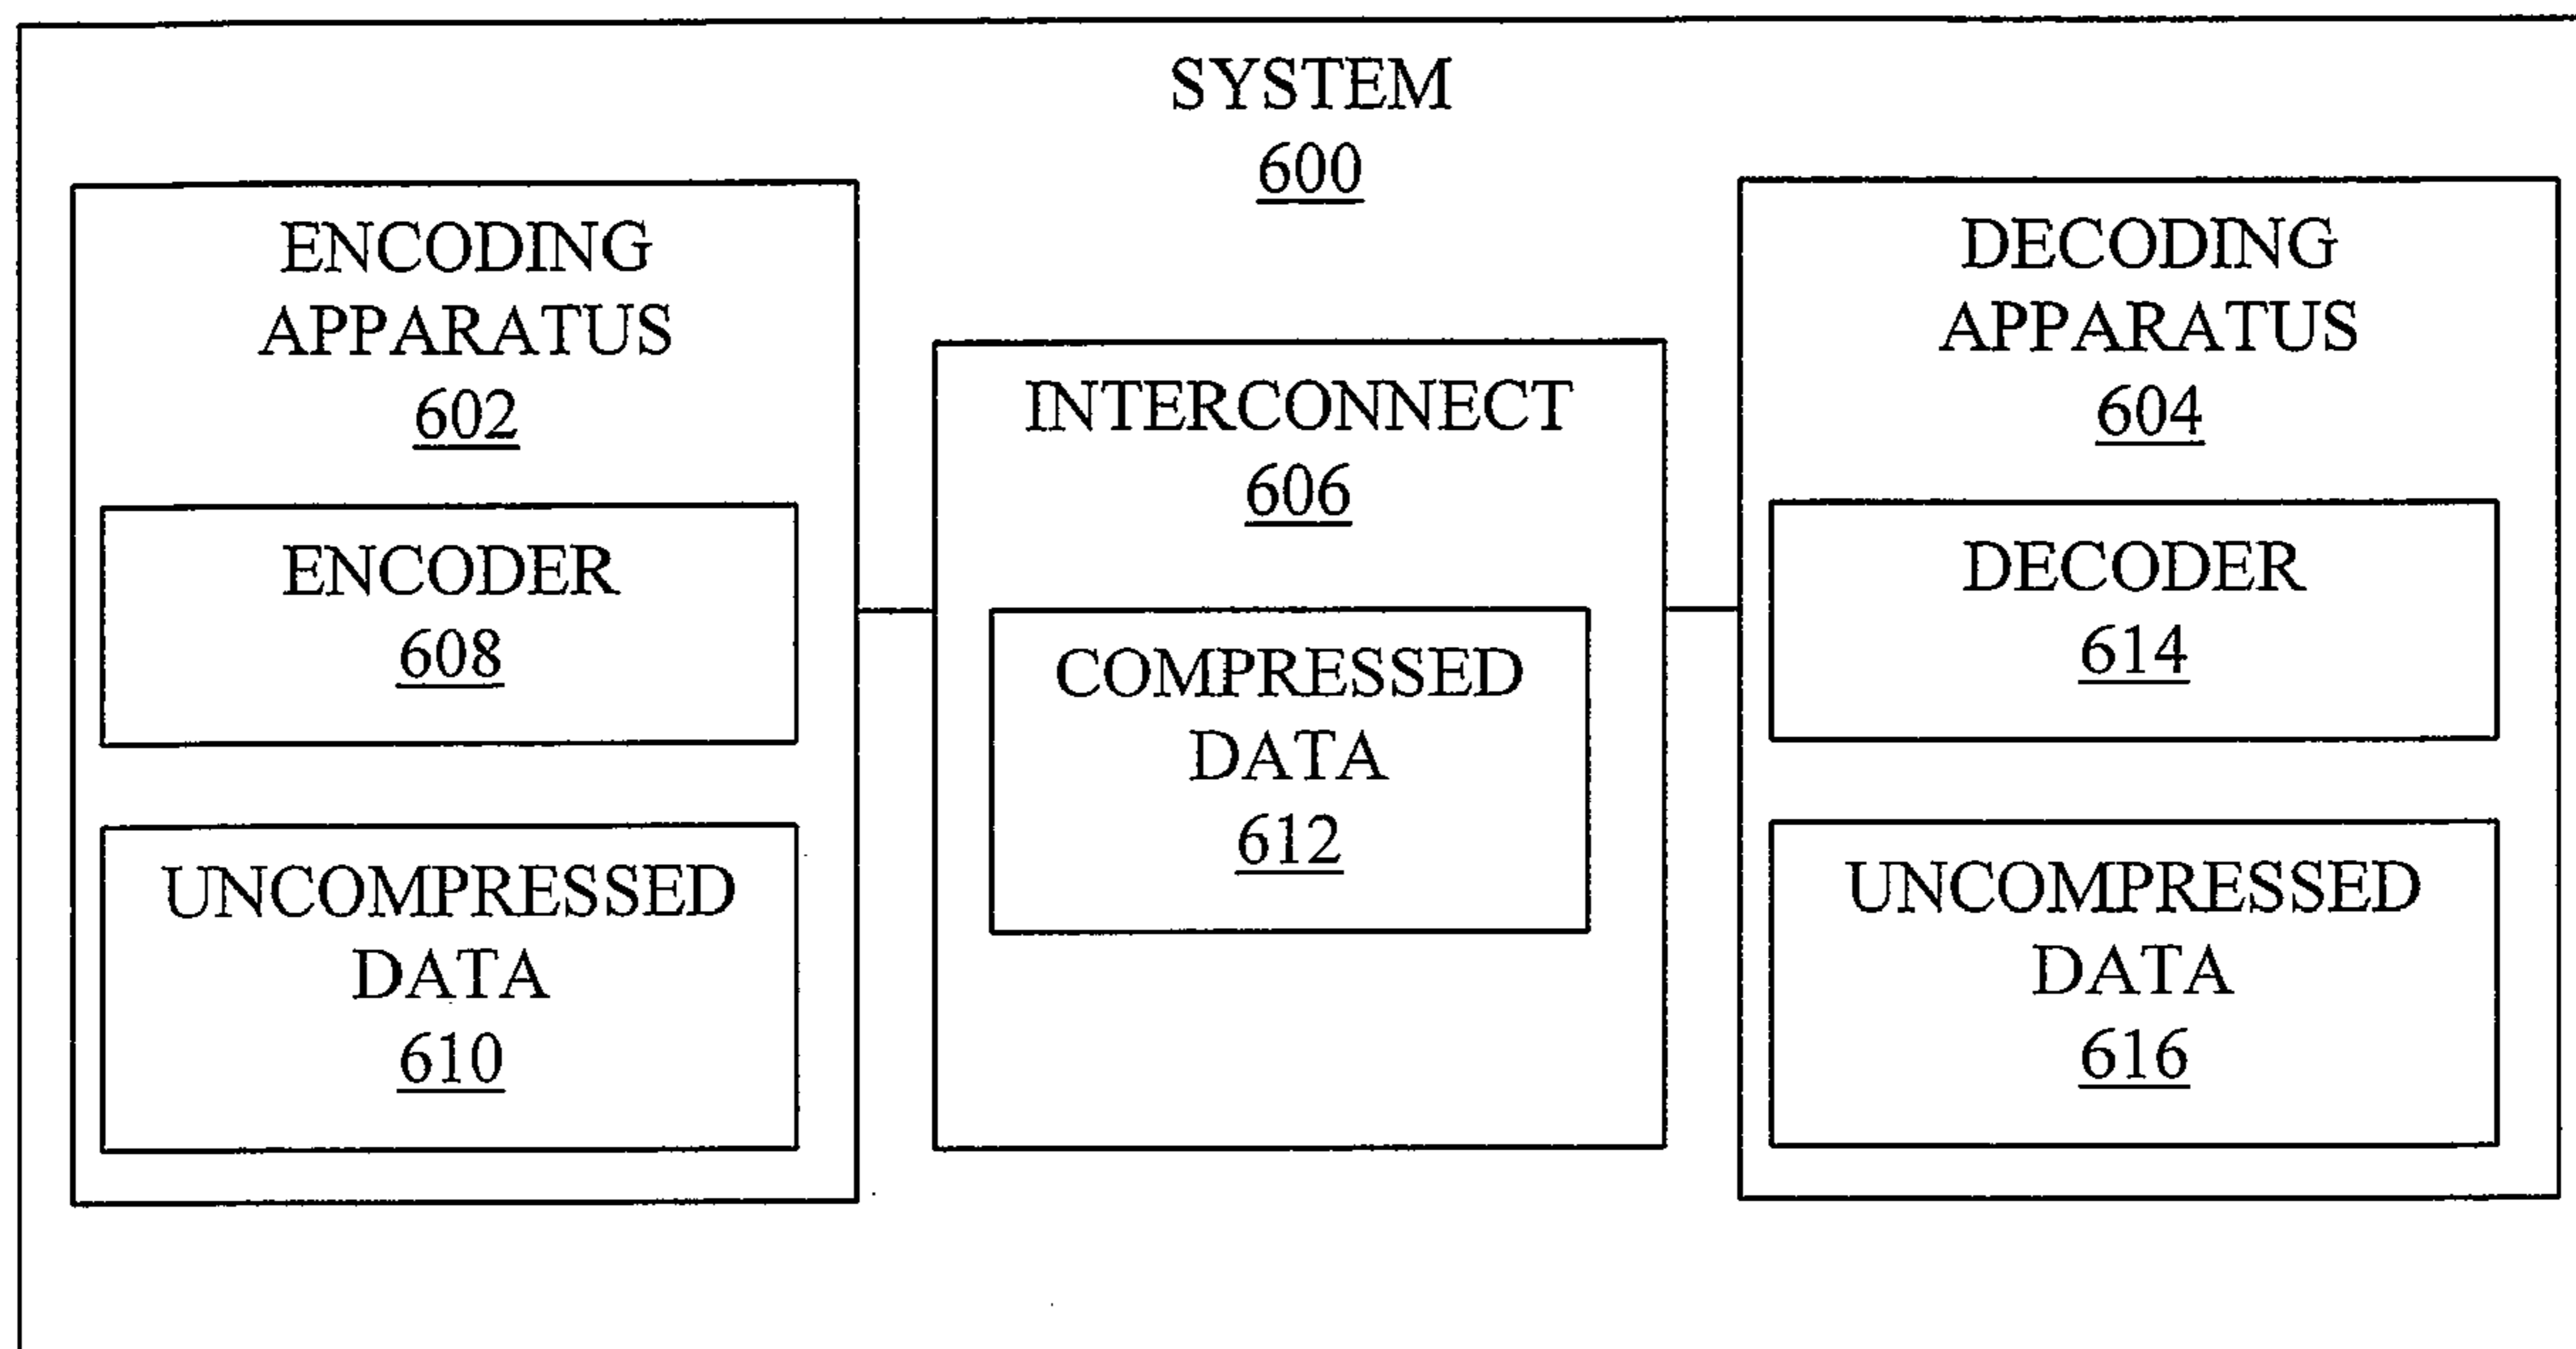 SYSTEM
600
ENCODING
APPARATUS
602
ENCODER
608
UNCOMPRESSED
DATA
610
INTERCONNECT
606
COMPRESSED
DATA
612
DECODING
APPARATUS
604
DECODER
614
UNCOMPRESSED
DATA
616